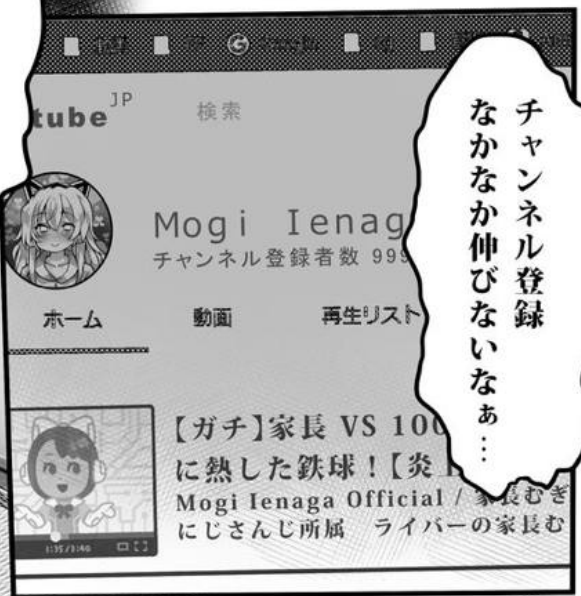 チャンネル登録
なかなか伸びないなぁ…
tube JP
検索
Mogi Ienag
チャンネル登録者数 999
ホーム
動画
再生リスト
【ガチ】家長 VS 100
に熱した鉄球!【炎
Mogi Ienaga Official / 家長むぎ
にじさんじ所属 ライバーの家長む
1:35/3:40